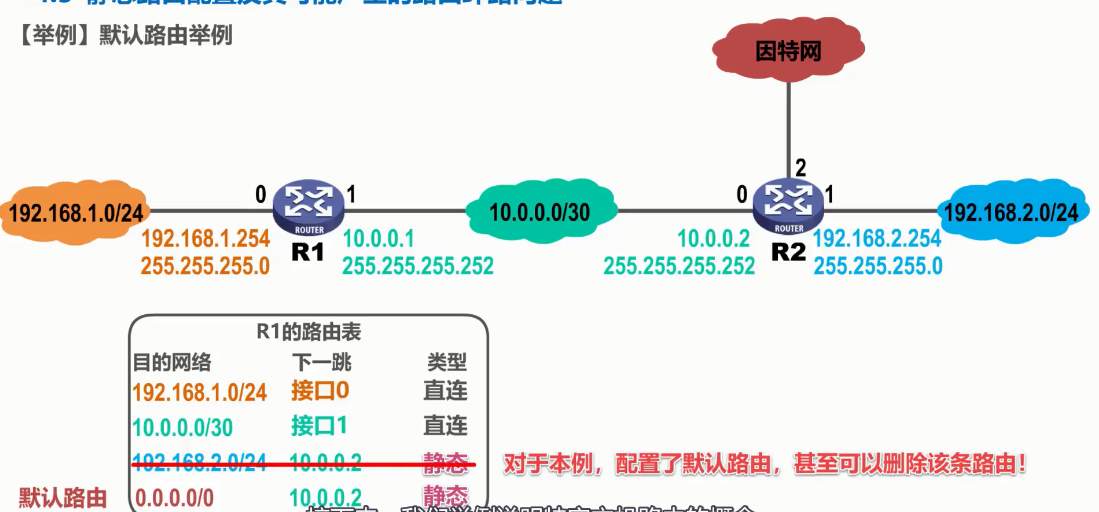 【举例】默认路由举例
因特网
2
0 1
0 1
192.168.1.0/24
10.0.0.0/30
192.168.2.0/24
ROUTER
ROUTER
R1
R2
192.168.1.254
255.255.255.0
10.0.0.1
255.255.255.252
10.0.0.2
255.255.255.252
192.168.2.254
255.255.255.0
R1的路由表
目的网络 下一跳 类型
192.168.1.0/24 接口0 直连
10.0.0.0/30 接口1 直连
192.168.2.0/24 10.0.0.2 静态
对于本例，配置了默认路由，甚至可以删除该条路由！
默认路由 0.0.0.0/0 10.0.0.2 静态